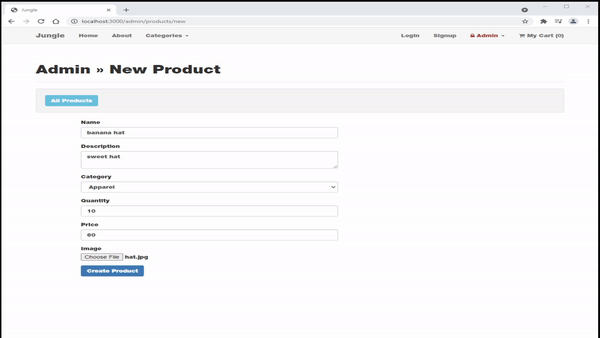 Jungle
localhost:3000/admin/products/new
Jungle Home About Categories Login Signup Admin My Cart (0)
Admin » New Product
All Products
Name
banana hat
Description
sweet hat
Category
Apparel
Quantity
10
Price
60
Image
Choose File hat.jpg
Create Product